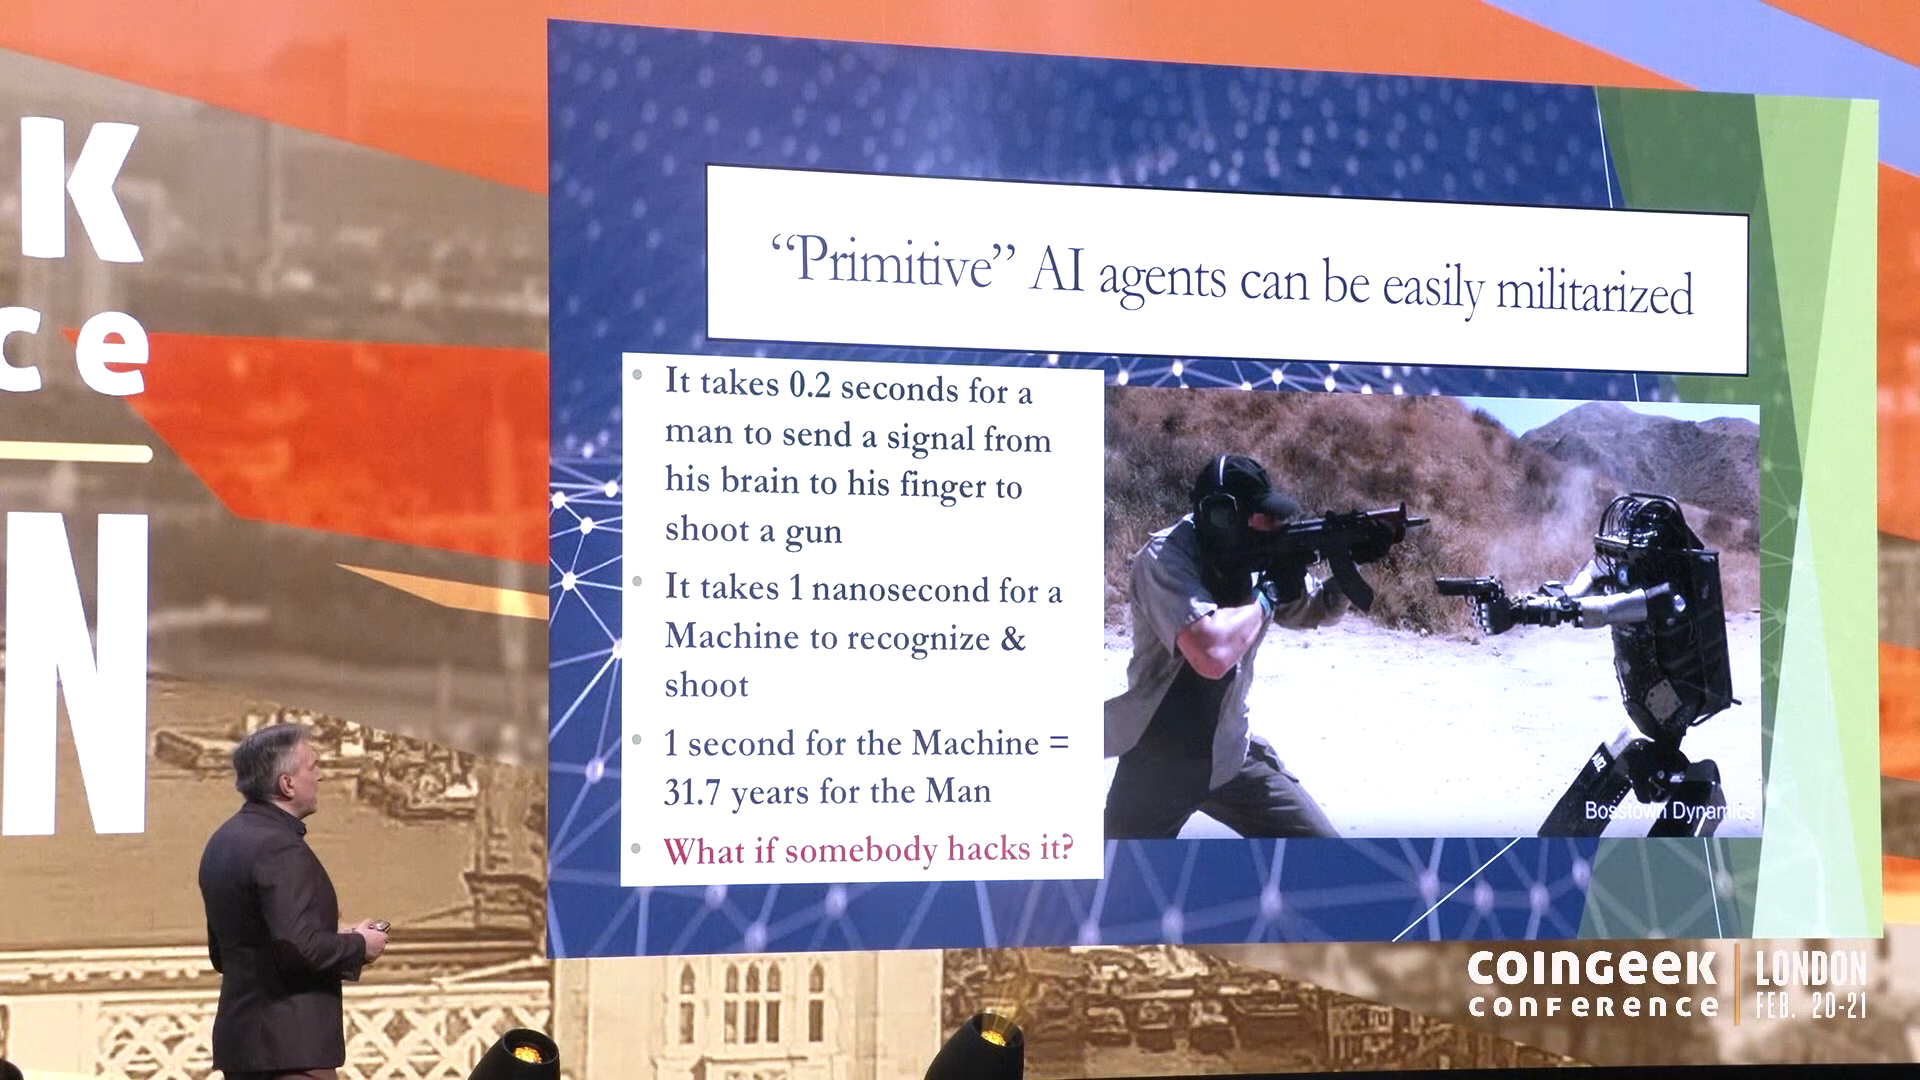 K
ce
N
“Primitive” AI agents can be easily militarized
It takes 0.2 seconds for a
man to send a signal from
his brain to his finger to
shoot a gun
It takes 1 nanosecond for a
Machine to recognize &
shoot
1 second for the Machine =
31.7 years for the Man
What if somebody hacks it?
Bosstown Dynamics
COINGEEK
CONFERENCE
LONDON
FEB. 20-21